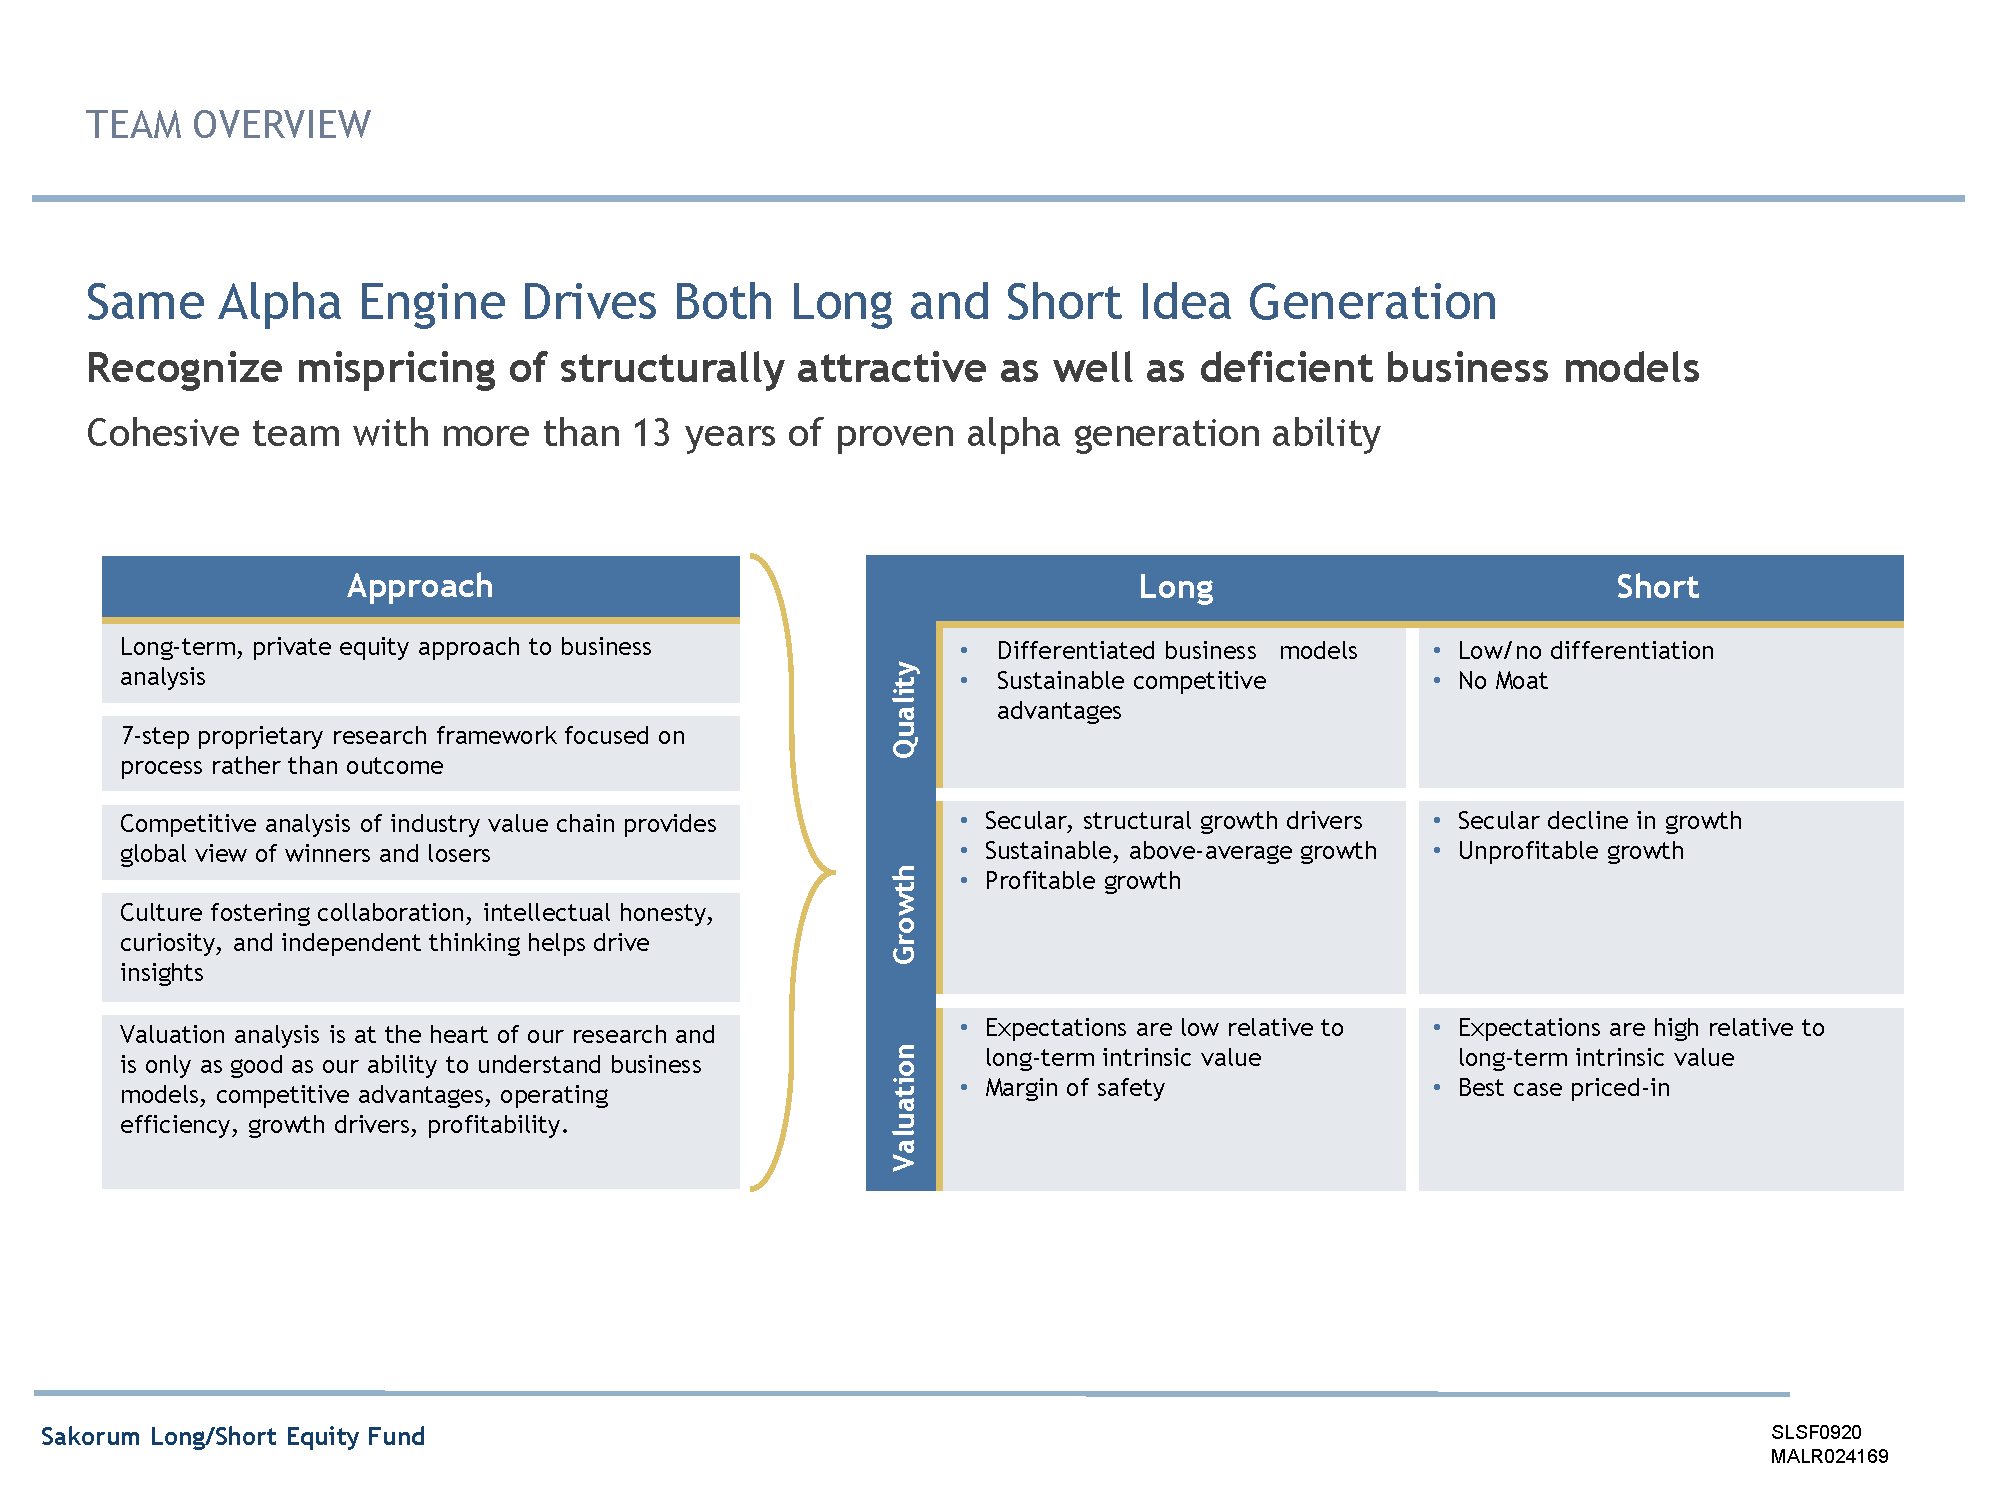 TEAM OVERVIEW
Same Alpha Engine Drives Both Long and Short Idea Generation
Recognize mispricing of structurally attractive as well as deficient business models
Cohesive team with more than 13 years of proven alpha generation ability
Approach
Long-term, private equity approach to business
analysis
7-step proprietary research framework focused on
process rather than outcome
Competitive analysis of industry value chain provides
global view of winners and losers
Culture fostering collaboration, intellectual honesty,
curiosity, and independent thinking helps drive
insights
Valuation analysis is at the heart of our research and
is only as good as our ability to understand business
models, competitive advantages, operating
efficiency, growth drivers, profitability.
Long
Short
Quality
• Differentiated business models
• Sustainable competitive
advantages
• Low/no differentiation
• No Moat
Growth
• Secular, structural growth drivers
• Sustainable, above-average growth
• Profitable growth
• Secular decline in growth
• Unprofitable growth
Valuation
• Expectations are low relative to
long-term intrinsic value
• Margin of safety
• Expectations are high relative to
long-term intrinsic value
• Best case priced-in
Sakorum Long/Short Equity Fund
SLSF0920
MALR024169